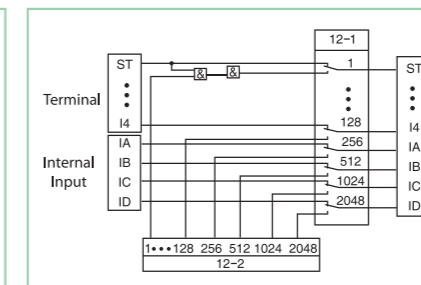 12-1
ST
1
ST
&
&
Terminal
I4
128
I4
IA
256
IA
Internal
Input
IB
512
IB
IC
1024
IC
ID
2048
ID
1•••128 256 512 1024 2048
12-2